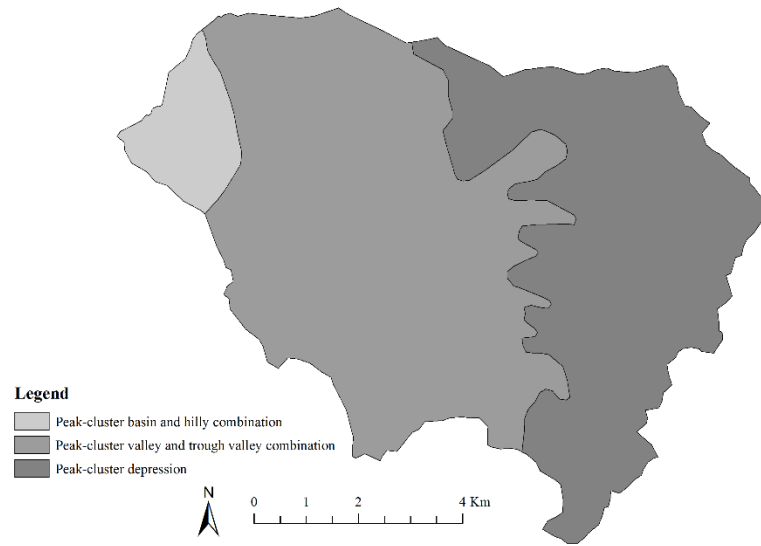 Legend
Peak-cluster basin and hilly combination
Peak-cluster valley and trough valley combination
Peak-cluster depression
N
0 1 2 4 Km